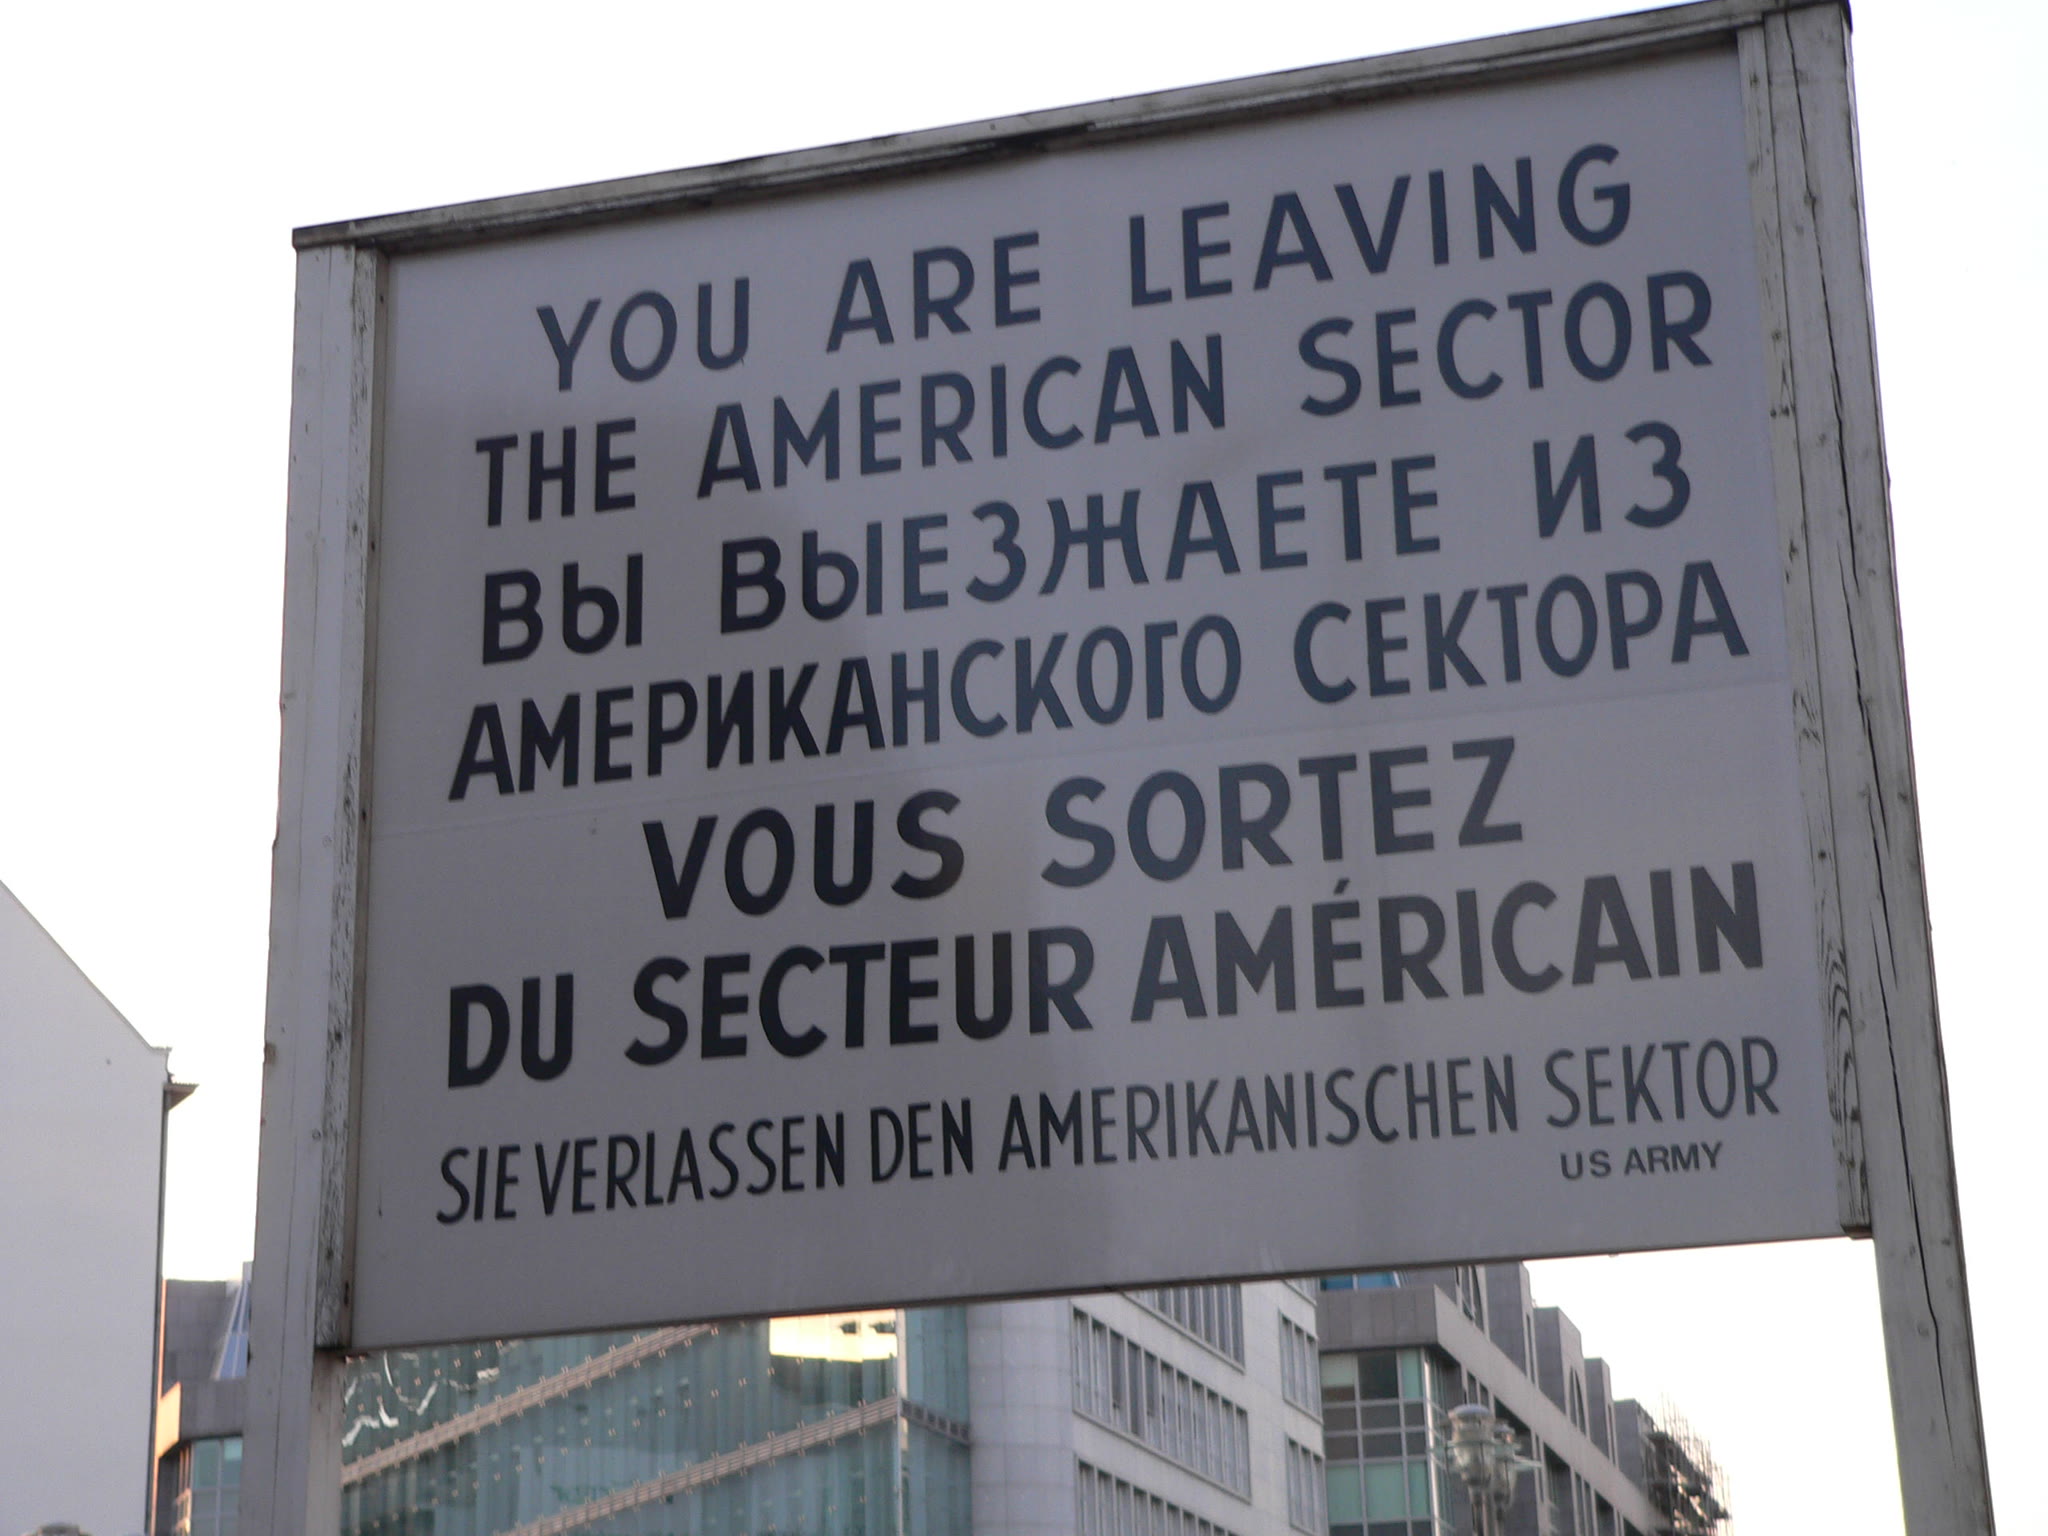 YOU ARE LEAVING
THE AMERICAN SECTOR
ВЫ ВЫЕЗЖАЕТЕ ИЗ
АМЕРИКАНСКОГО СЕКТОРА
VOUS SORTEZ
DU SECTEUR AMÉRICAIN
SIE VERLASSEN DEN AMERIKANISCHEN SEKTOR
US ARMY